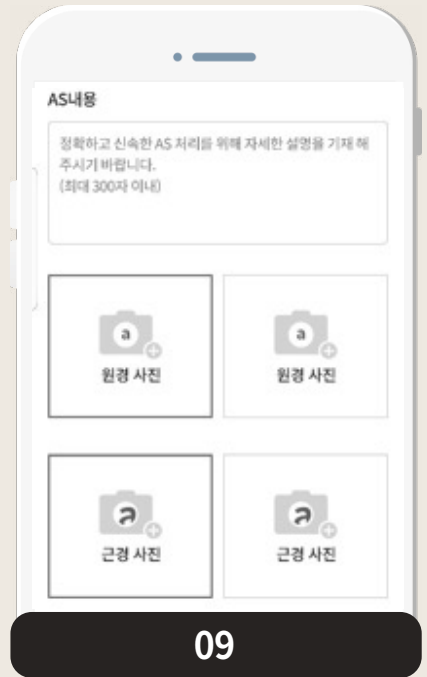 AS내용
정확하고 신속한 AS 처리를 위해 자세한 설명을 기재 해
주시기 바랍니다.
(최대 300자 이내)
a
a
원경 사진
원경 사진
a
a
근경 사진
근경 사진
09